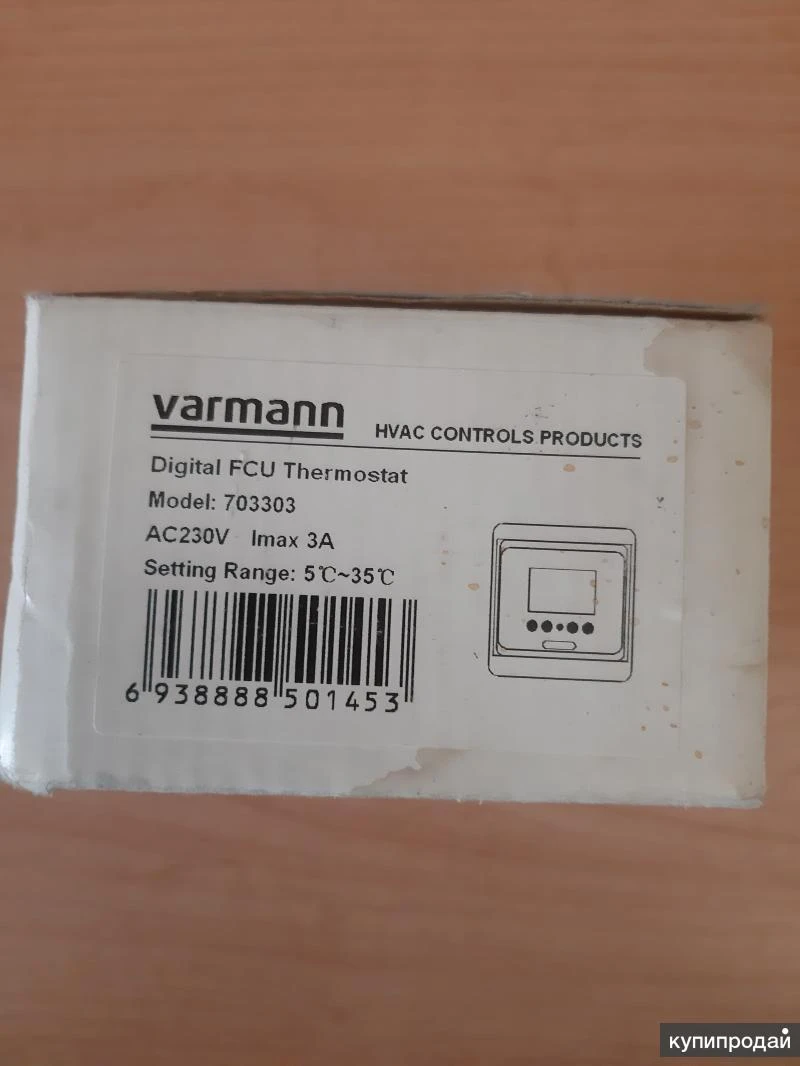 varmann
HVAC CONTROLS PRODUCTS
Digital FCU Thermostat
Model: 703303
AC230V Imax 3A
Setting Range: 5℃~35℃
6 938888 501453
купипродай